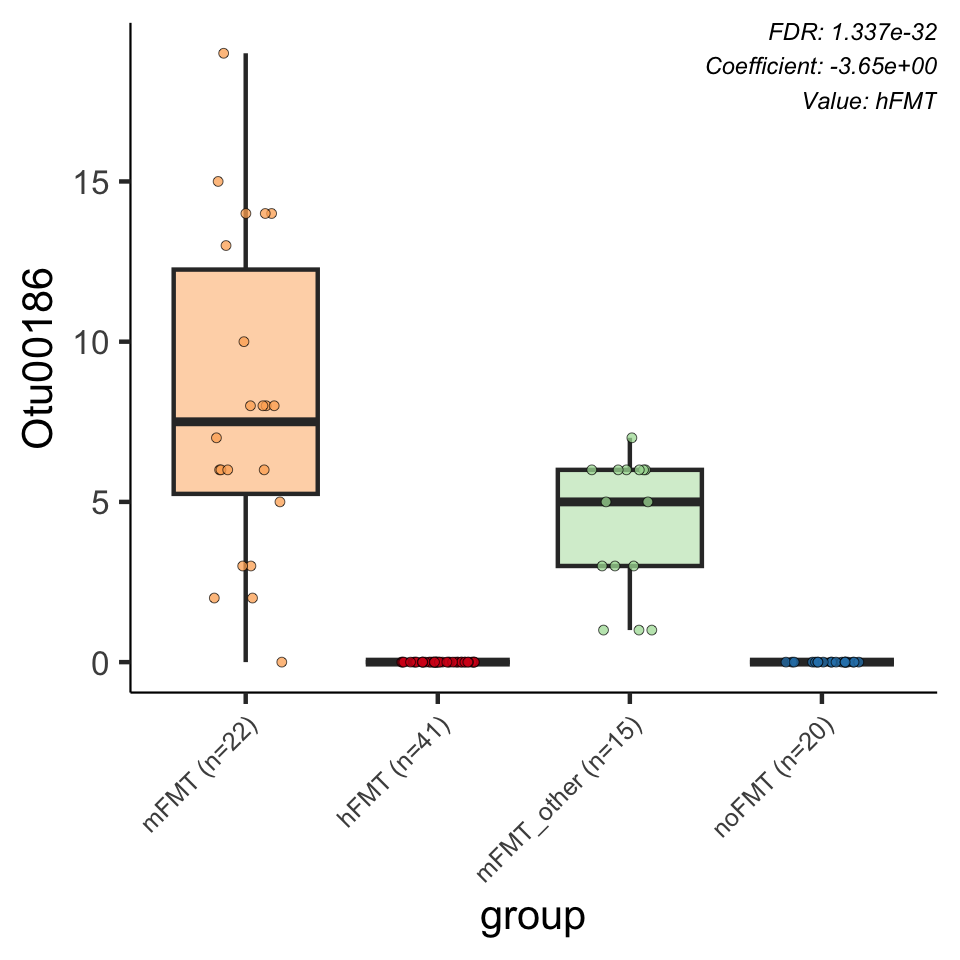 FDR: 1.337e-32
Coefficient: -3.65e+00
Value: hFMT
Otu00186
15
10
5
0
mFMT (n=22)
hFMT (n=41)
mFMT_other (n=15)
noFMT (n=20)
group